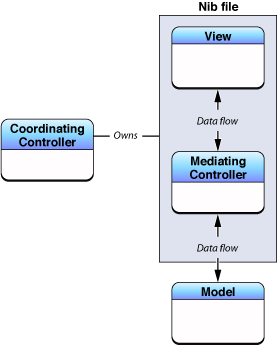 Nib file
View
Data flow
Coordinating
Controller
Owns
Mediating
Controller
Data flow
Model